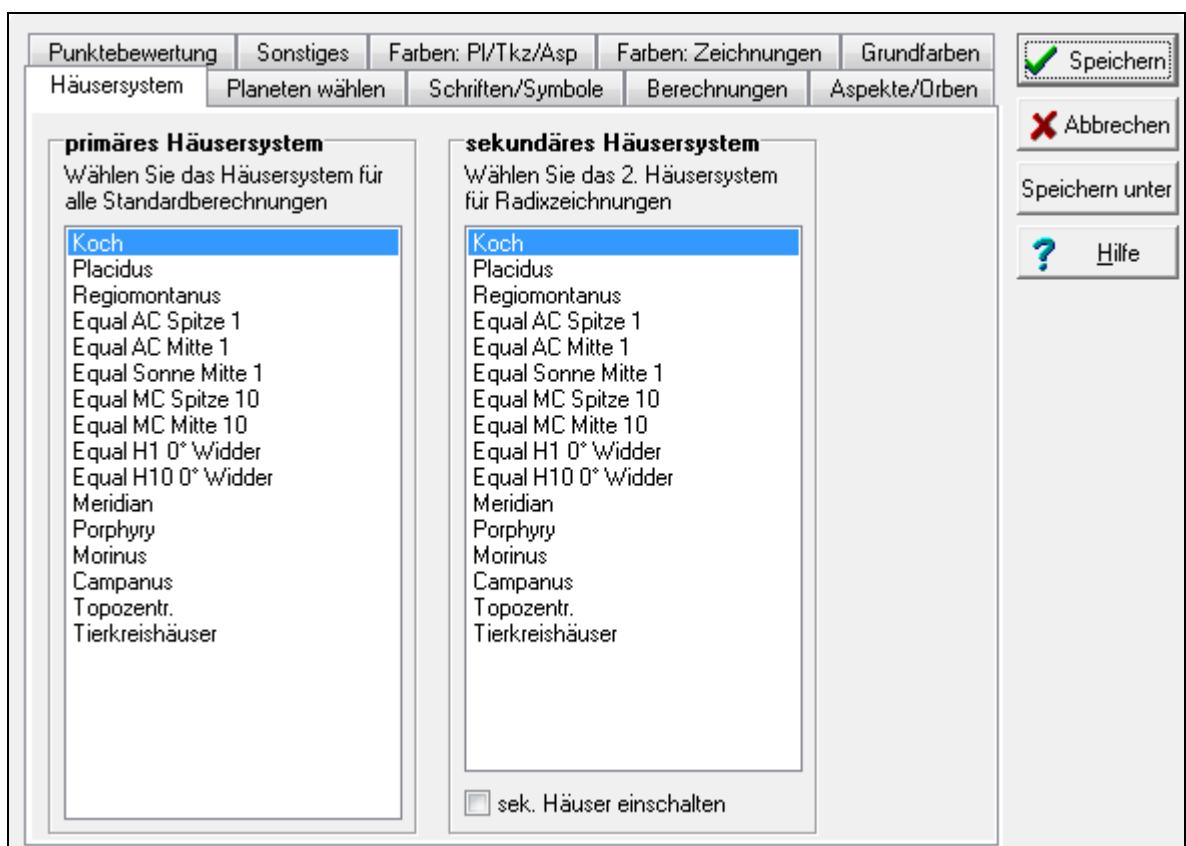 Punktebewertung
Sonstiges
Farben: Pl/Tkz/Asp
Farben: Zeichnungen
Grundfarben
Häusersystem
Planeten wählen
Schriften/Symbole
Berechnungen
Aspekte/Orben
primäres Häusersystem
Wählen Sie das Häusersystem für
alle Standardberechnungen
Koch
Placidus
Regiomontanus
Equal AC Spitze 1
Equal AC Mitte 1
Equal Sonne Mitte 1
Equal MC Spitze 10
Equal MC Mitte 10
Equal H1 0° Widder
Equal H10 0° Widder
Meridian
Porphyry
Morinus
Campanus
Topozentr.
Tierkreishäuser
sekundäres Häusersystem
Wählen Sie das 2. Häusersystem
für Radixzeichnungen
Koch
Placidus
Regiomontanus
Equal AC Spitze 1
Equal AC Mitte 1
Equal Sonne Mitte 1
Equal MC Spitze 10
Equal MC Mitte 10
Equal H1 0° Widder
Equal H10 0° Widder
Meridian
Porphyry
Morinus
Campanus
Topozentr.
Tierkreishäuser
sek. Häuser einschalten
Speichern
Abbrechen
Speichern unter
Hilfe